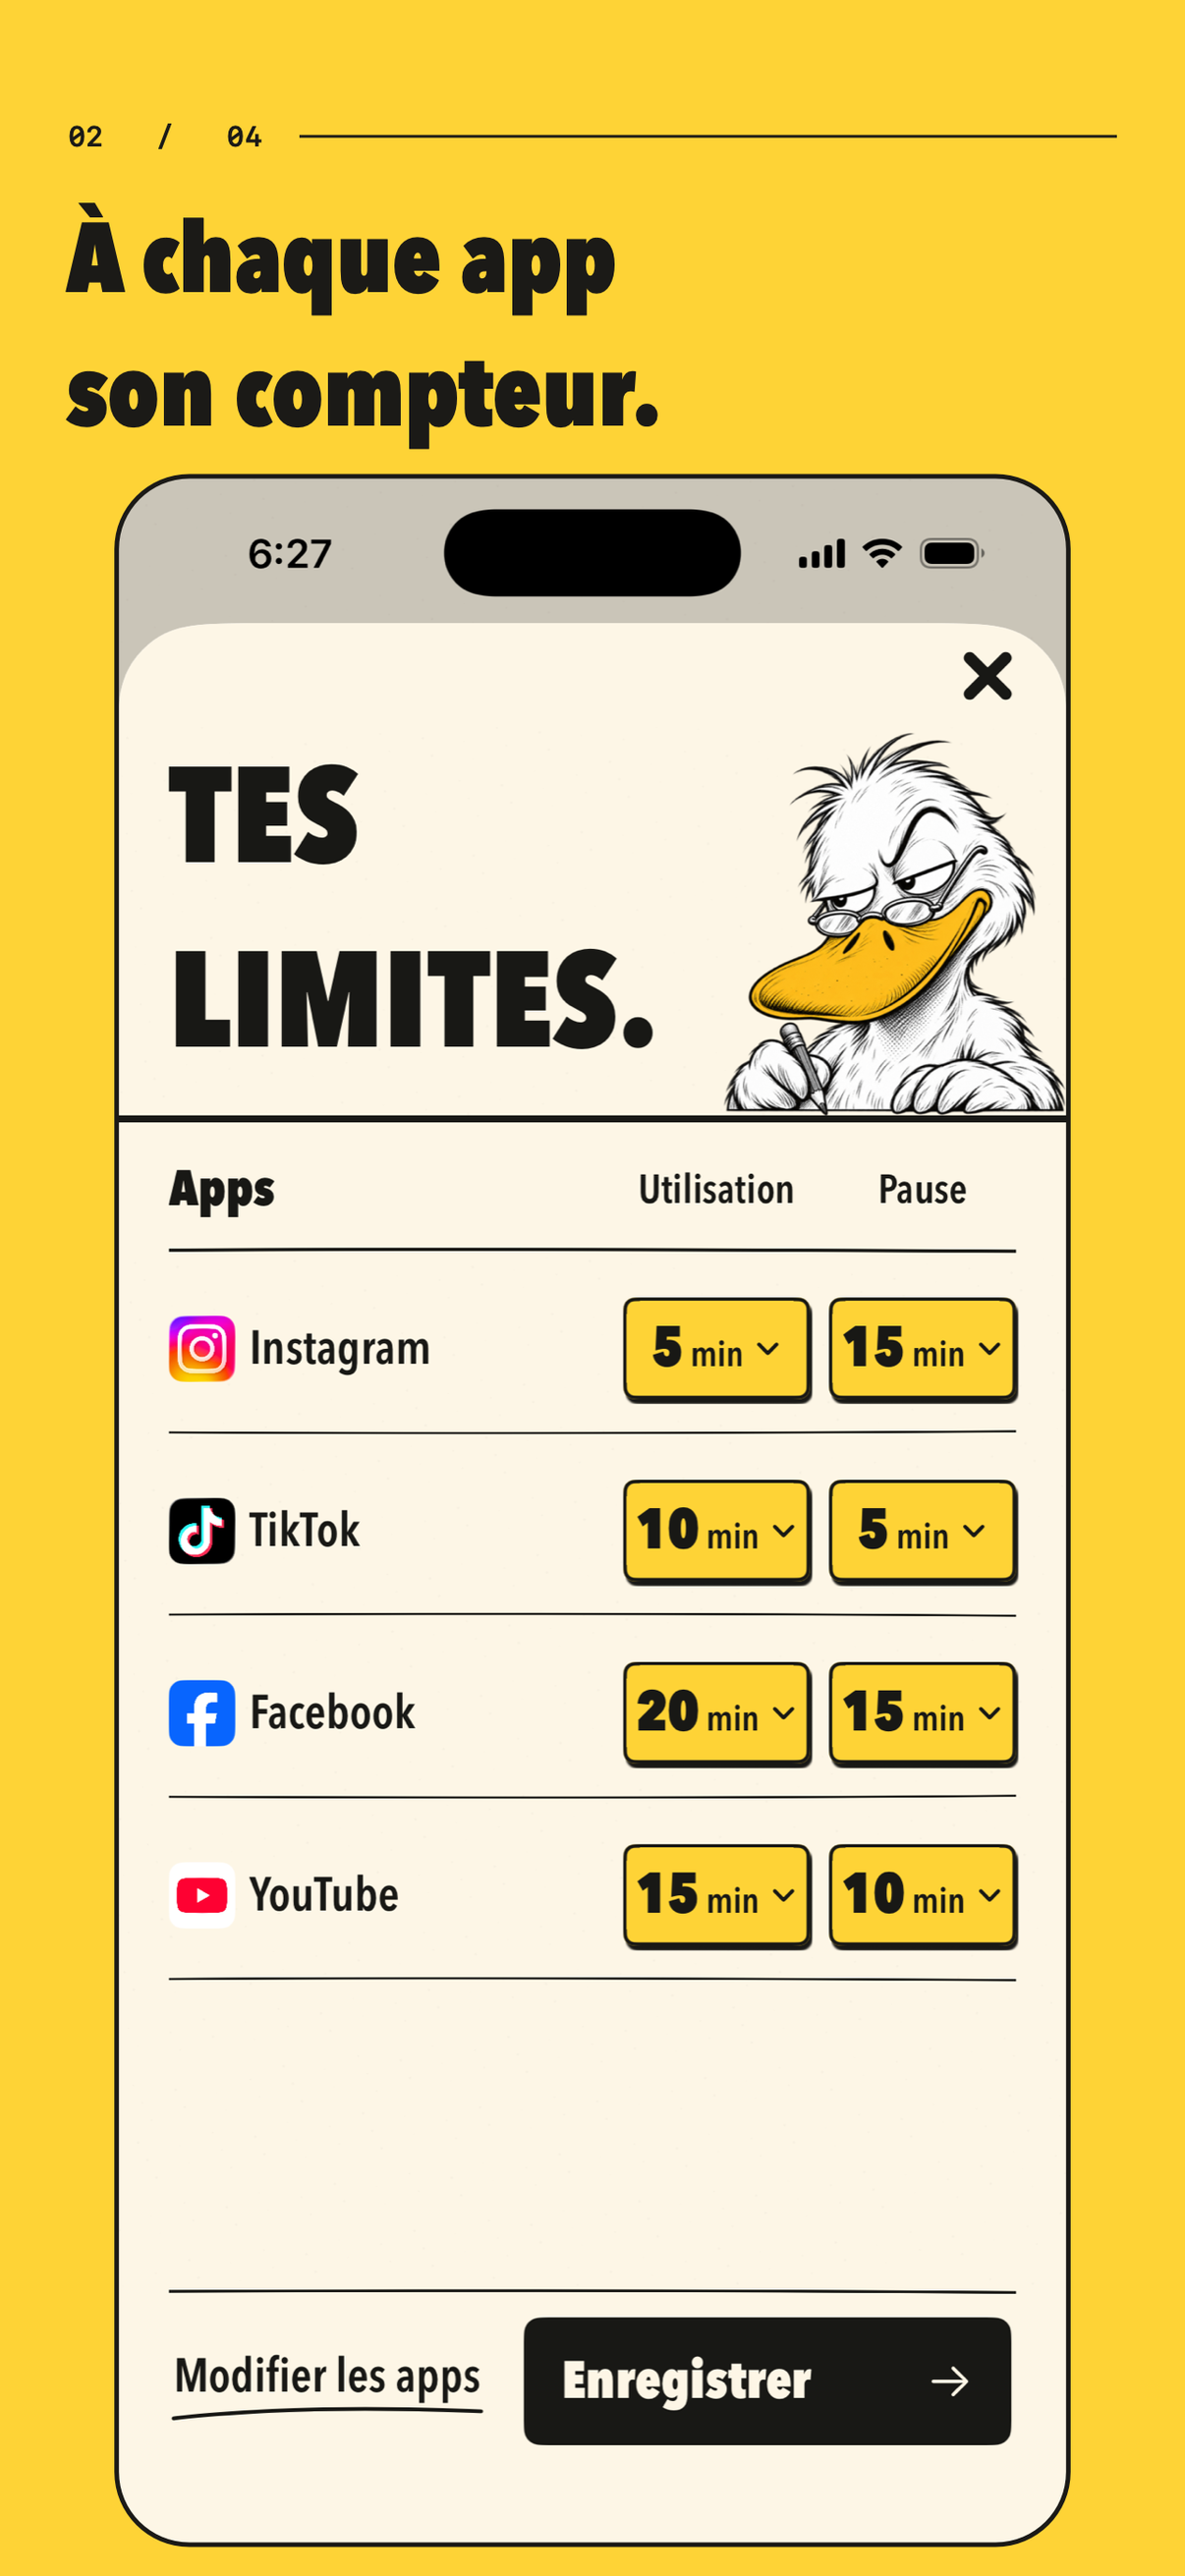 02 / 04
À chaque app
son compteur.
6:27
TES
LIMITES.
Apps Utilisation Pause
Instagram 5 min 15 min
TikTok 10 min 5 min
Facebook 20 min 15 min
YouTube 15 min 10 min
Modifier les apps Enregistrer →